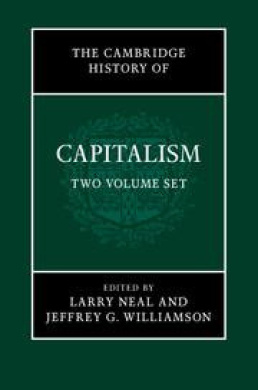 THE CAMBRIDGE
HISTORY OF
CAPITALISM
TWO VOLUME SET
EDITED BY
LARRY NEAL AND
JEFFREY G. WILLIAMSON